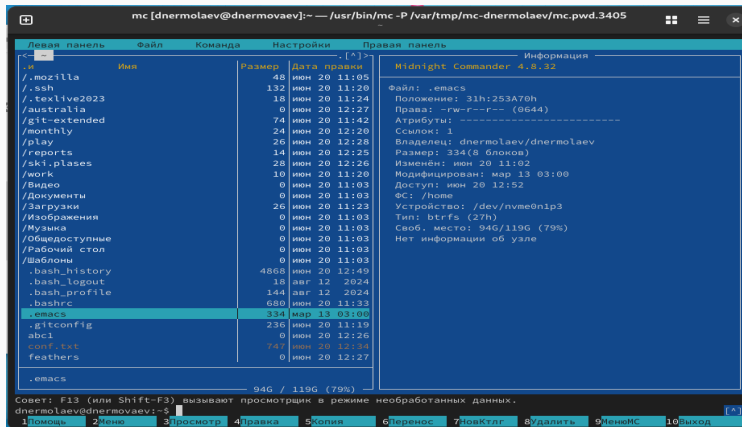 mc [dnermolaev@dnermovaev]:~ — /usr/bin/mc -P /var/tmp/mc-dnermolaev/mc.pwd.3405
Левая панель Файл Команда Настройки Правая панель
<- ~ .[^]>
.и Имя Размер Дата правки
/.mozilla 48 июн 20 11:05
/.ssh 132 июн 20 11:20
/.texlive2023 18 июн 20 11:24
/australia 0 июн 20 12:27
/git-extended 74 июн 20 11:42
/monthly 24 июн 20 12:20
/play 26 июн 20 12:28
/reports 14 июн 20 12:25
/ski.plases 28 июн 20 12:26
/work 10 июн 20 11:20
/Видео 0 июн 20 11:03
/Документы 0 июн 20 11:03
/Загрузки 26 июн 20 11:23
/Изображения 0 июн 20 11:03
/Музыка 0 июн 20 11:03
/Общедоступные 0 июн 20 11:03
/Рабочий стол 0 июн 20 11:03
/Шаблоны 0 июн 20 11:03
.bash_history 4868 июн 20 12:49
.bash_logout 18 авг 12 2024
.bash_profile 144 авг 12 2024
.bashrc 680 июн 20 11:33
.emacs 334 мар 13 03:00
.gitconfig 236 июн 20 11:19
abc1 0 июн 20 12:26
conf.txt 747 июн 20 12:34
feathers 0 июн 20 12:27
.emacs
94G / 119G (79%)
Информация
Midnight Commander 4.8.32
Файл: .emacs
Положение: 31h:253A70h
Права: -rw-r--r-- (0644)
Атрибуты: ------------------------
Ссылок: 1
Владелец: dnermolaev/dnermolaev
Размер: 334(8 блоков)
Изменён: июн 20 11:02
Модифицирован: мар 13 03:00
Доступ: июн 20 12:52
ФС: /home
Устройство: /dev/nvme0n1p3
Тип: btrfs (27h)
Своб. место: 94G/119G (79%)
Нет информации об узле
Совет: F13 (или Shift-F3) вызывают просмотрщик в режиме необработанных данных.
dnermolaev@dnermovaev:~$ [^]
1Помощь 2Меню 3Просмотр 4Правка 5Копия 6Перенос 7НовКтлг 8Удалить 9МенюMC 10Выход